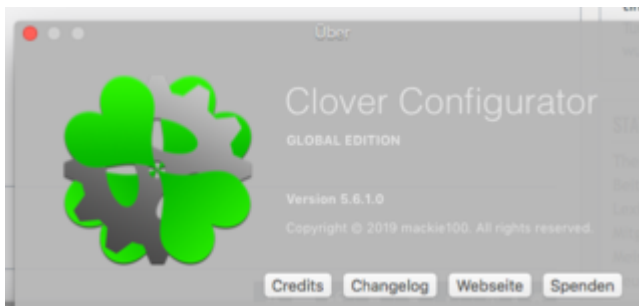 Über
Clover Configurator
GLOBAL EDITION
Version 5.6.1.0
Copyright © 2019 mackie100. All rights reserved.
Credits
Changelog
Webseite
Spenden